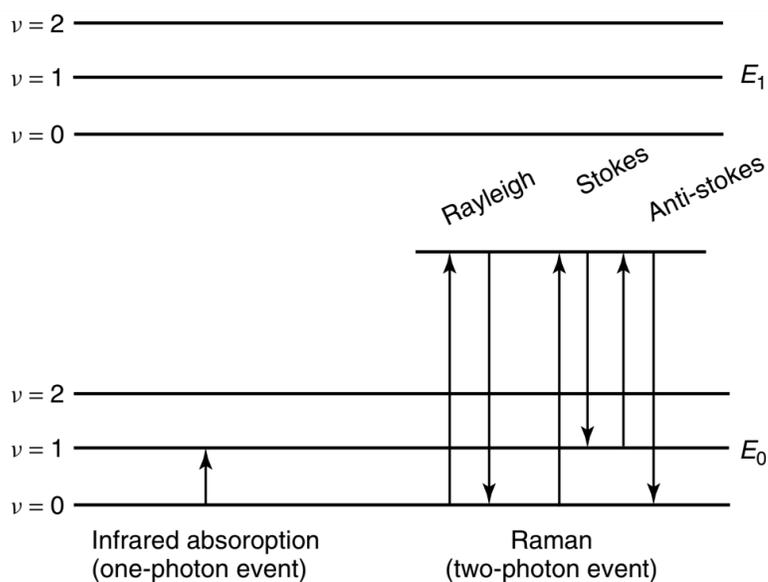 ν = 2
ν = 1
E1
ν = 0
Rayleigh
Stokes
Anti-stokes
ν = 2
ν = 1
E0
ν = 0
Infrared absoroption
(one-photon event)
Raman
(two-photon event)